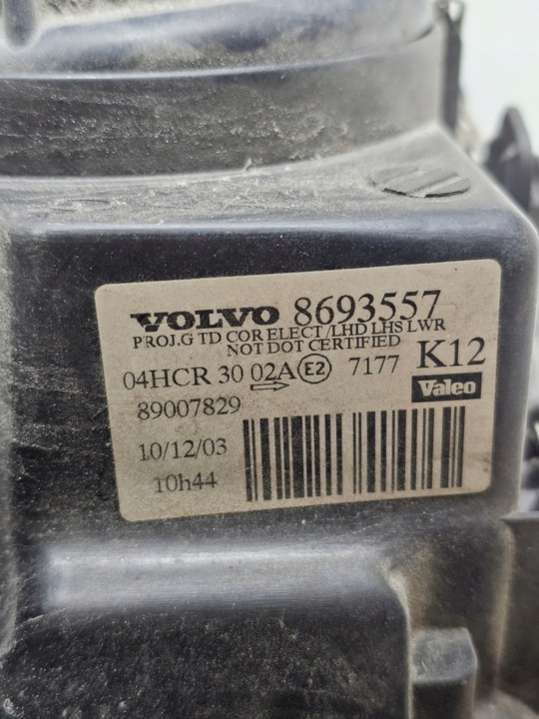 VOLVO 8693557
PROJ.G TD COR ELECT /LHD LHS LWR
NOT DOT CERTIFIED
04HCR 30 02A E2 7177 K12
89007829 Valeo
10/12/03
10h44